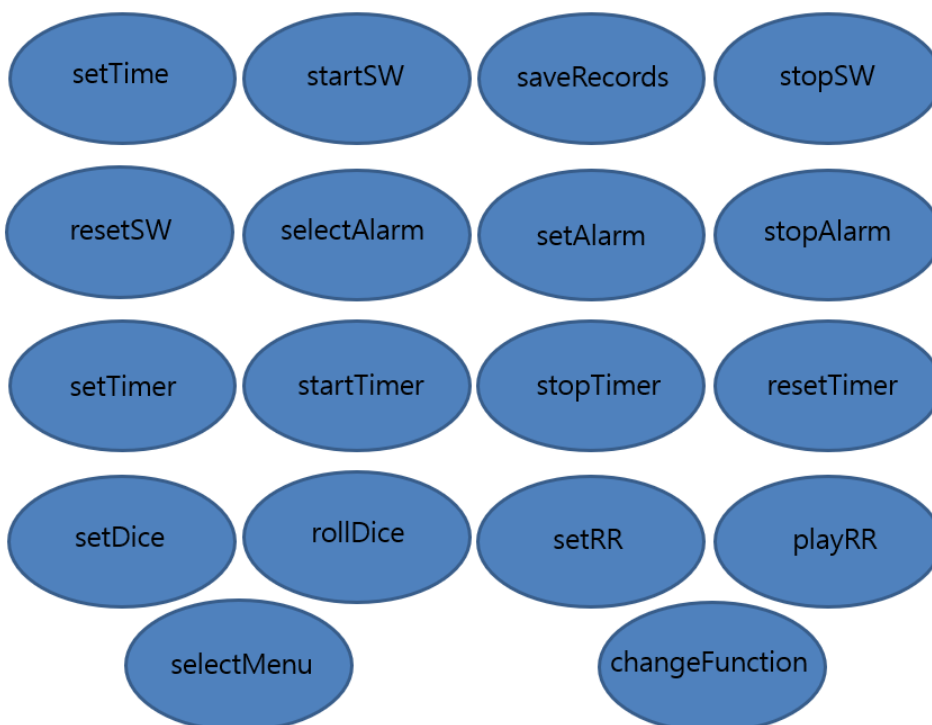 setTime
startSW
saveRecords
stopSW
resetSW
selectAlarm
setAlarm
stopAlarm
setTimer
startTimer
stopTimer
resetTimer
setDice
rollDice
setRR
playRR
selectMenu
changeFunction